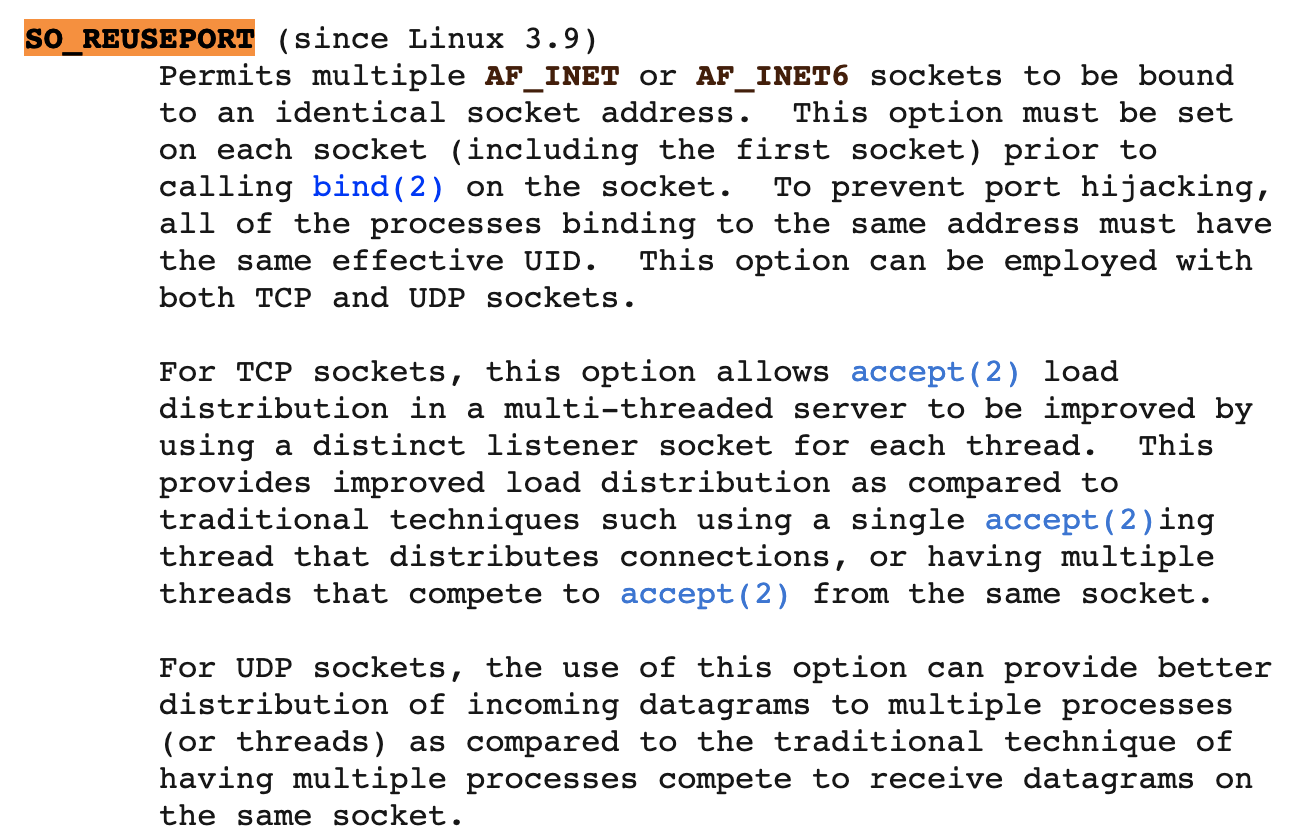 SO_REUSEPORT (since Linux 3.9)
Permits multiple AF_INET or AF_INET6 sockets to be bound
to an identical socket address.  This option must be set
on each socket (including the first socket) prior to
calling bind(2) on the socket.  To prevent port hijacking,
all of the processes binding to the same address must have
the same effective UID.  This option can be employed with
both TCP and UDP sockets.

For TCP sockets, this option allows accept(2) load
distribution in a multi-threaded server to be improved by
using a distinct listener socket for each thread.  This
provides improved load distribution as compared to
traditional techniques such using a single accept(2)ing
thread that distributes connections, or having multiple
threads that compete to accept(2) from the same socket.

For UDP sockets, the use of this option can provide better
distribution of incoming datagrams to multiple processes
(or threads) as compared to the traditional technique of
having multiple processes compete to receive datagrams on
the same socket.